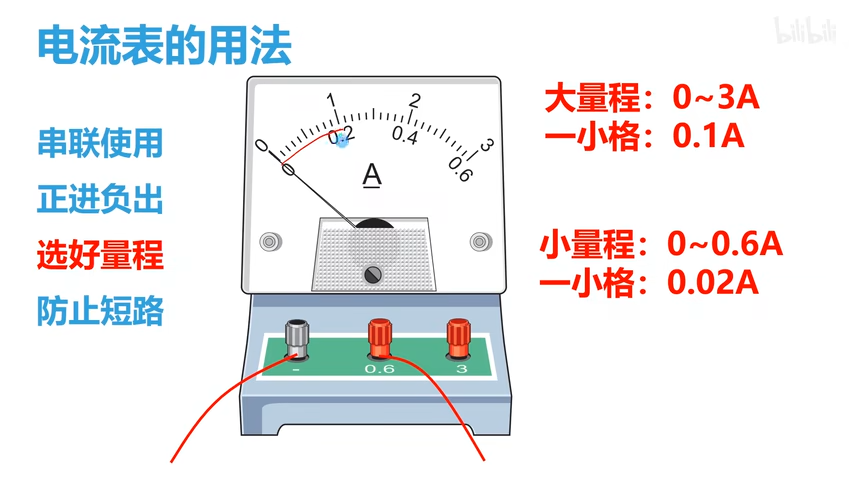 电流表的用法
bilibili
串联使用
正进负出
选好量程
防止短路
0 1 2 3
0 0.2 0.4 0.6
A
- 0.6 3
大量程：0~3A
一小格：0.1A
小量程：0~0.6A
一小格：0.02A